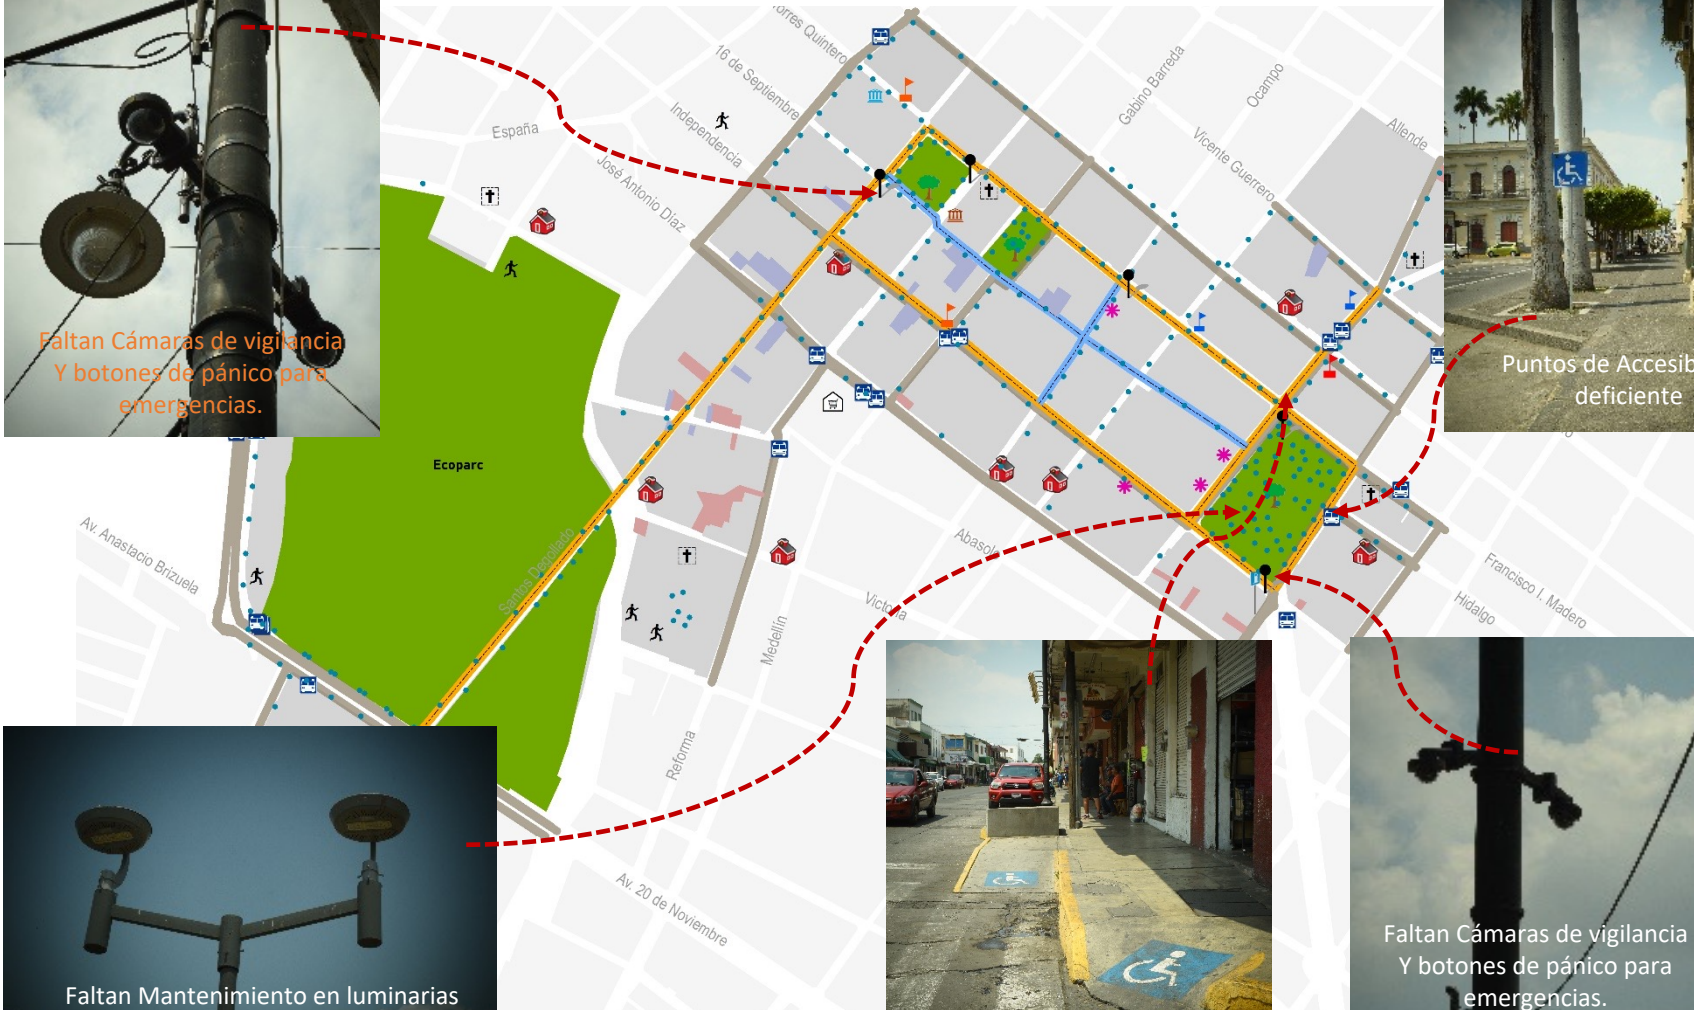 Torres Quintero
16 de Septiembre
Independencia
España
José Antonio Díaz
Gabino Barreda
Ocampo
Vicente Guerrero
Allende
Faltan Cámaras de vigilancia
Y botones de pánico para
emergencias.
Puntos de Accesib
deficiente
Ecoparc
Av. Anastacio Brizuela
Santos Degollado
Abasolo
Victoria
Medellín
Francisco I. Madero
Hidalgo
Reforma
Av. 20 de Noviembre
Faltan Mantenimiento en luminarias
Faltan Cámaras de vigilancia
Y botones de pánico para
emergencias.